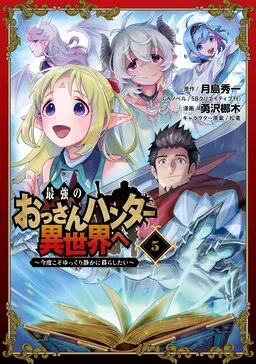 原作／月島秀一
(GAノベル／SBクリエイティブ刊)
漫画／勇沢椰木
キャラクター原案／松竜
最強の
おっさんハンター
異世界へ
～今度こそゆっくり静かに暮らしたい～
5